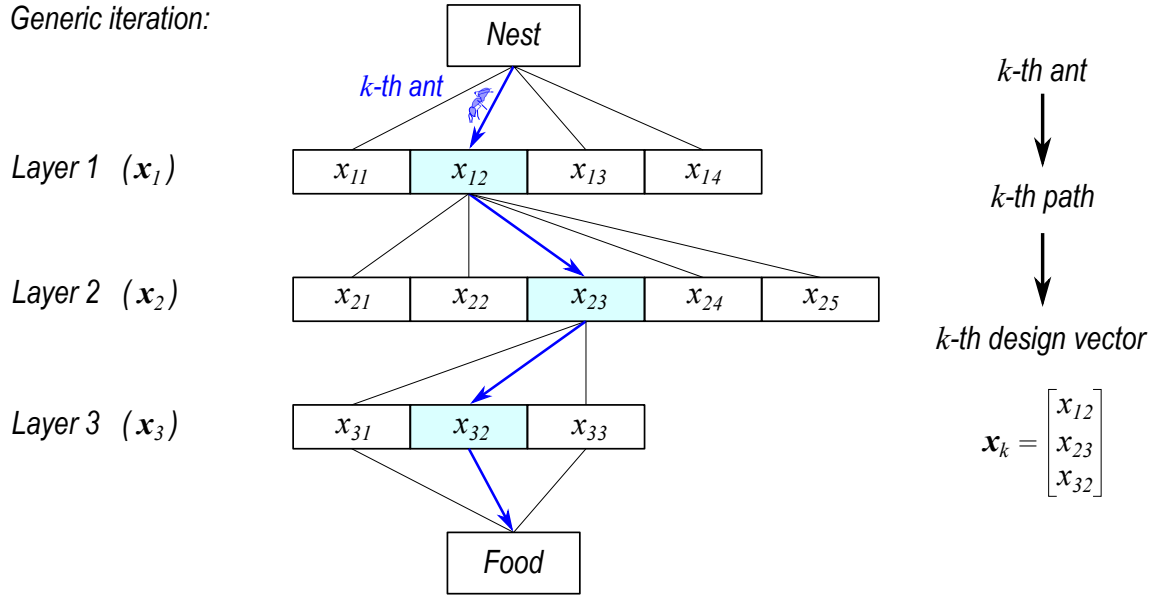 Generic iteration:
Nest
k-th ant
k-th ant
Layer 1 (x1)
x11 x12 x13 x14
k-th path
Layer 2 (x2)
x21 x22 x23 x24 x25
k-th design vector
Layer 3 (x3)
x31 x32 x33
xk = [x12
x23
x32]
Food